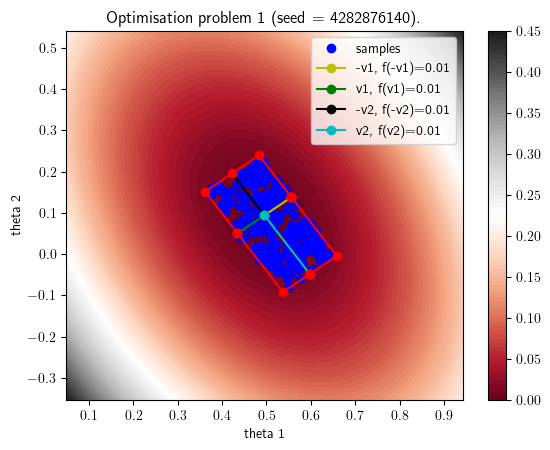 Optimisation problem 1 (seed = 4282876140).
samples
-v1, f(-v1)=0.01
v1, f(v1)=0.01
-v2, f(-v2)=0.01
v2, f(v2)=0.01
theta 2
0.5
0.4
0.3
0.2
0.1
0.0
−0.1
−0.2
−0.3
0.1 0.2 0.3 0.4 0.5 0.6 0.7 0.8 0.9
theta 1
0.45
0.40
0.35
0.30
0.25
0.20
0.15
0.10
0.05
0.00